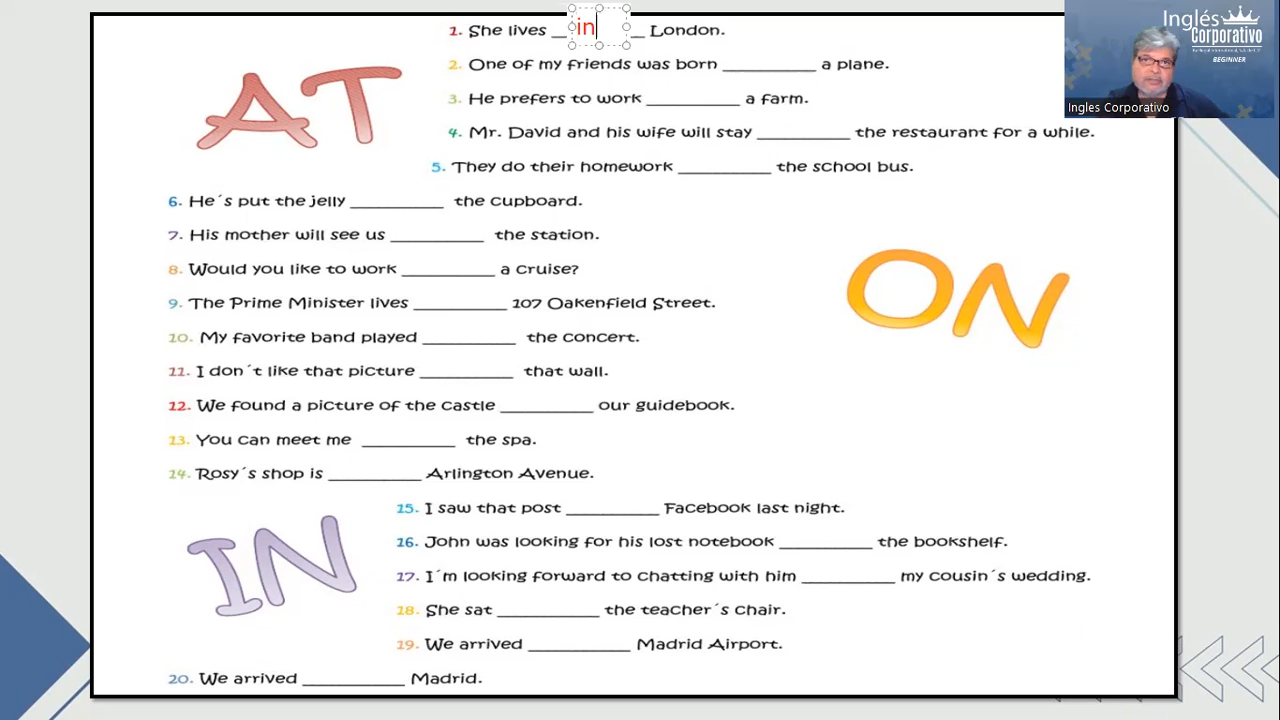 AT
1. She lives __ in __ London.
2. One of my friends was born __________ a plane.
3. He prefers to work __________ a farm.
4. Mr. David and his wife will stay __________ the restaurant for a while.
5. They do their homework __________ the school bus.
6. He´s put the jelly __________ the cupboard.
7. His mother will see us __________ the station.
8. Would you like to work __________ a cruise?
9. The Prime Minister lives __________ 107 Oakenfield Street.
10. My favorite band played __________ the concert.
11. I don´t like that picture __________ that wall.
12. We found a picture of the castle __________ our guidebook.
13. You can meet me __________ the spa.
14. Rosy´s shop is __________ Arlington Avenue.
ON
IN
15. I saw that post __________ Facebook last night.
16. John was looking for his lost notebook __________ the bookshelf.
17. I´m looking forward to chatting with him __________ my cousin´s wedding.
18. She sat ___________ the teacher´s chair.
19. We arrived ___________ Madrid Airport.
20. We arrived ___________ Madrid.
Inglés
Corporativo
BEGINNER
Ingles Corporativo